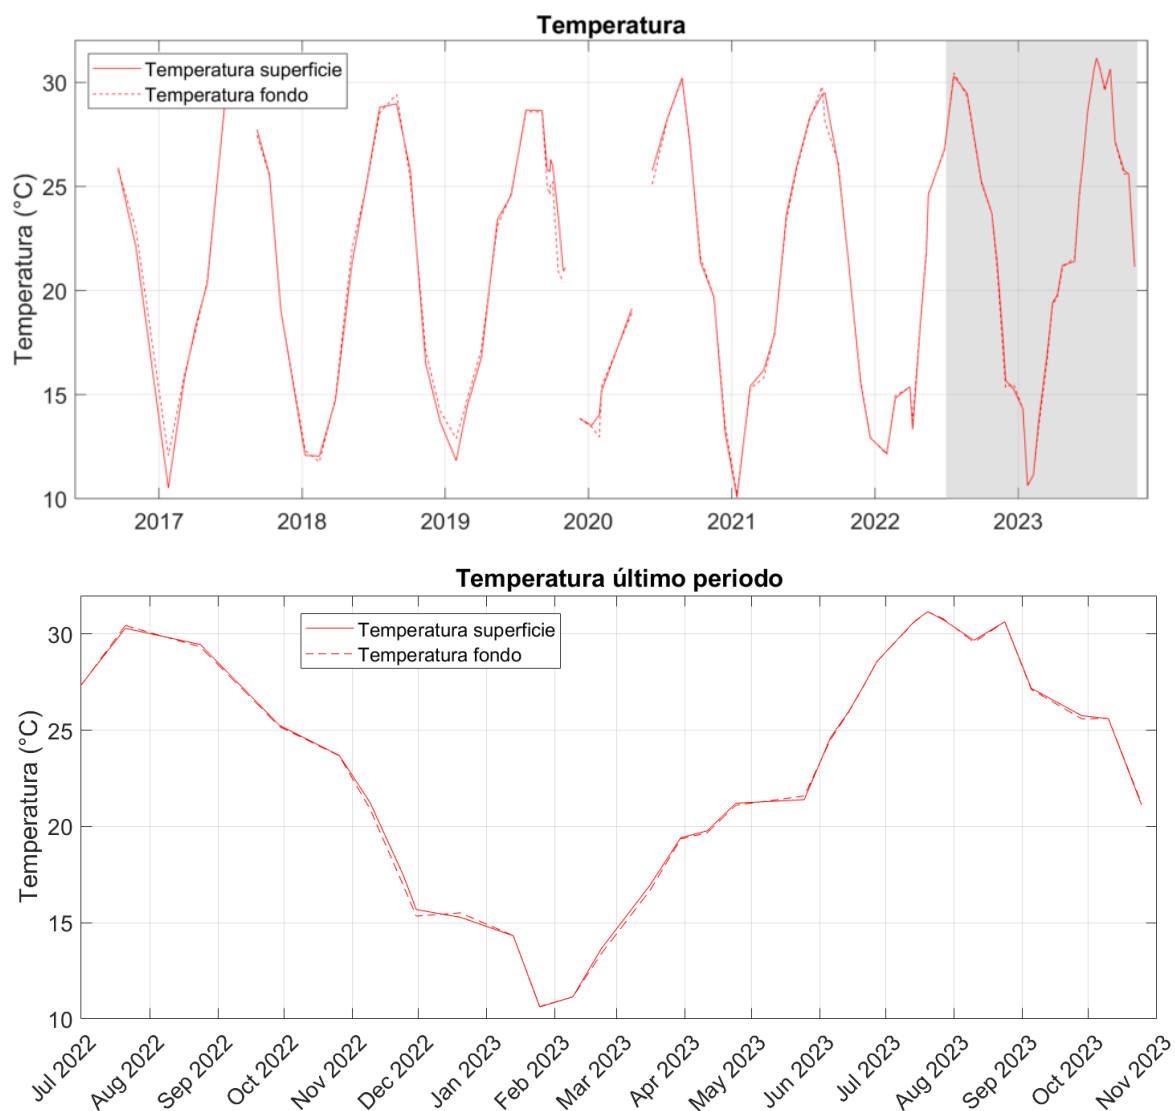 Temperatura
Temperatura superficie
Temperatura fondo
Temperatura (°C)
30
25
20
15
10
2017 2018 2019 2020 2021 2022 2023
Temperatura último periodo
Temperatura superficie
Temperatura fondo
Temperatura (°C)
30
25
20
15
10
Jul 2022 Aug 2022 Sep 2022 Oct 2022 Nov 2022 Dec 2022 Jan 2023 Feb 2023 Mar 2023 Apr 2023 May 2023 Jun 2023 Jul 2023 Aug 2023 Sep 2023 Oct 2023 Nov 2023